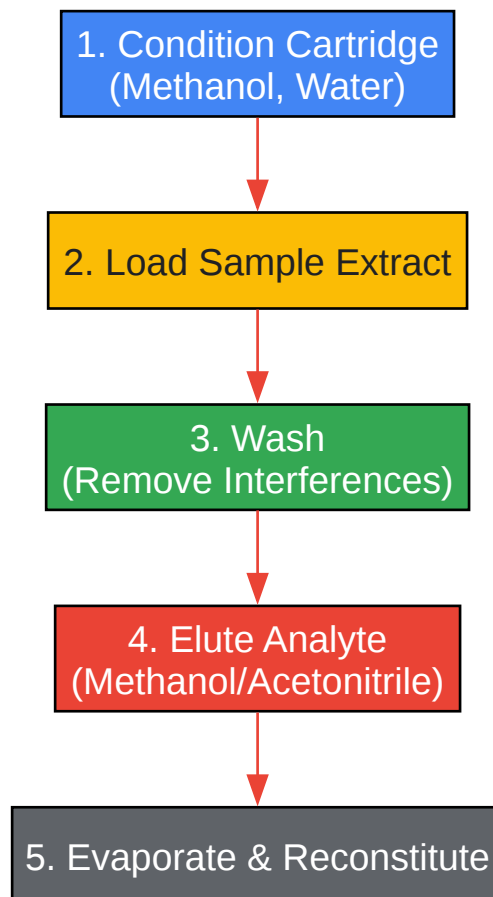 1. Condition Cartridge
(Methanol, Water)
2. Load Sample Extract
3. Wash
(Remove Interferences)
4. Elute Analyte
(Methanol/Acetonitrile)
5. Evaporate & Reconstitute